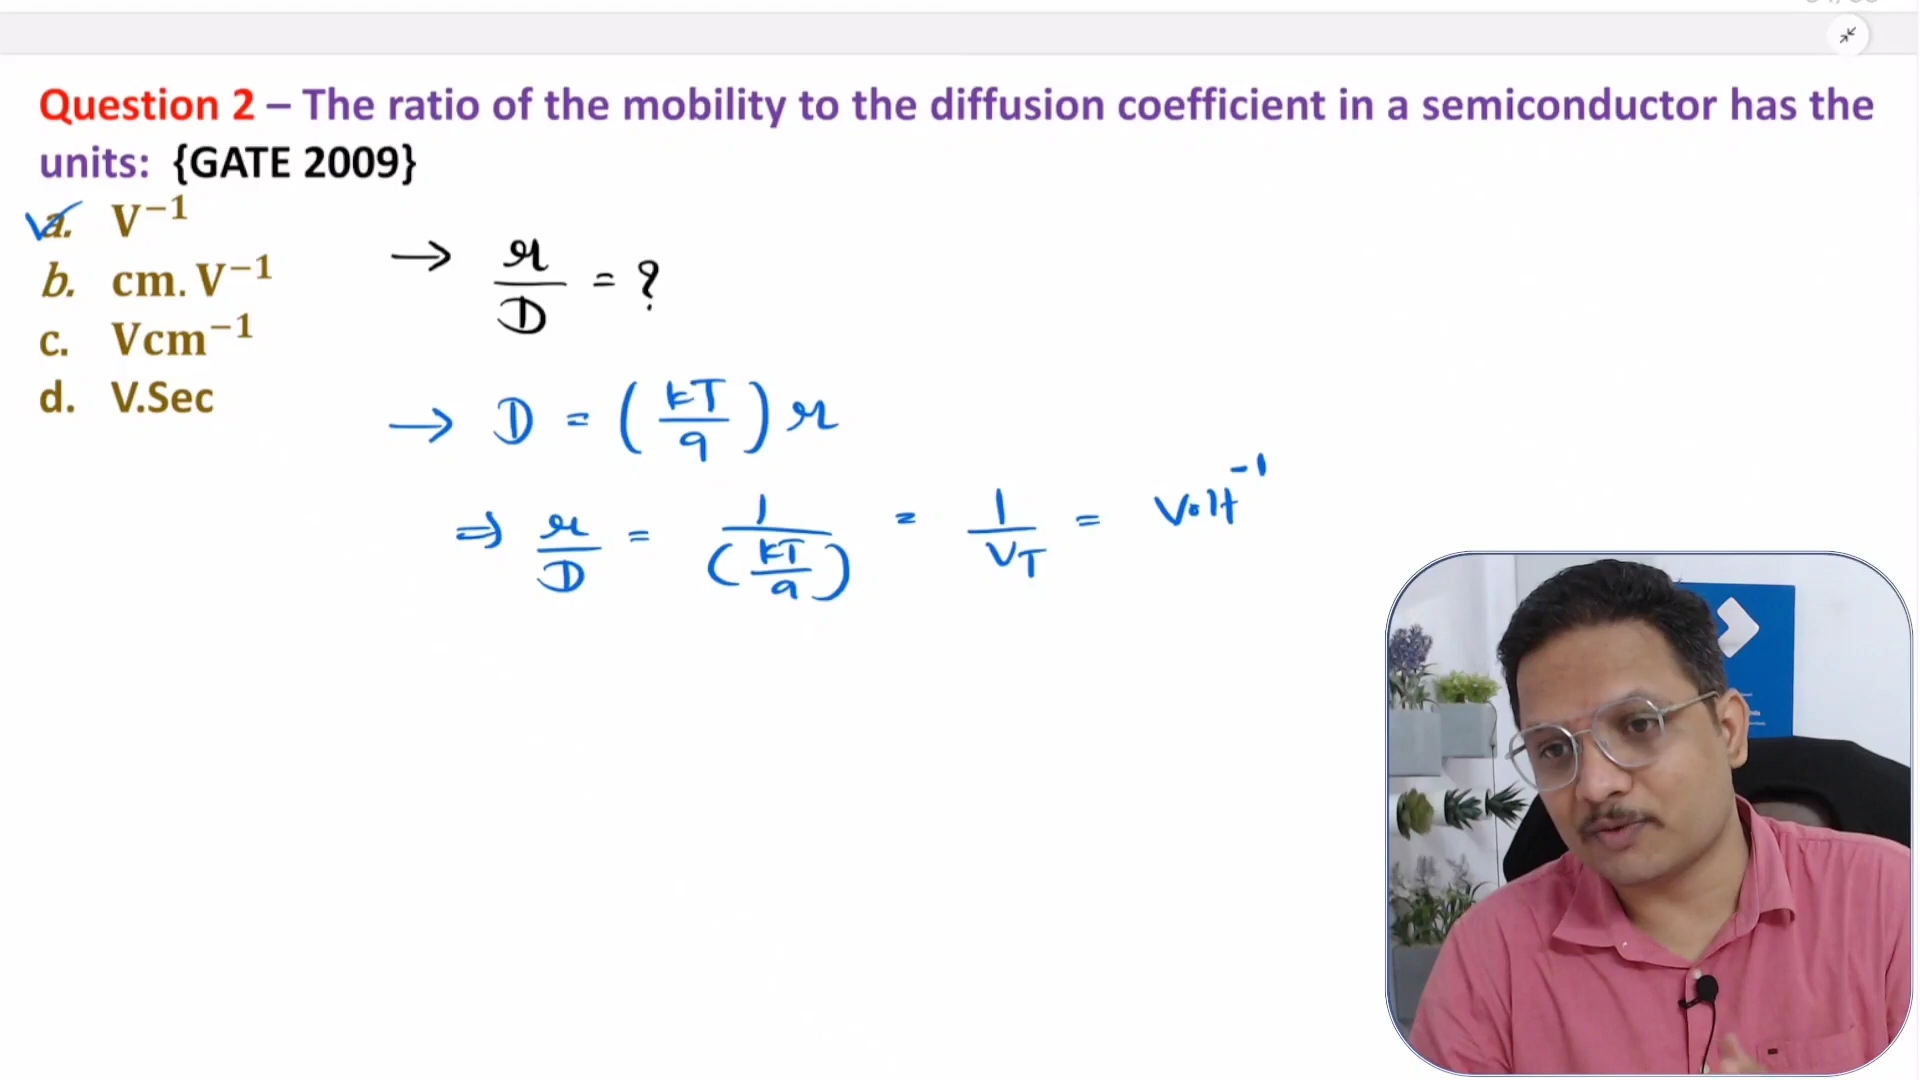 Question 2 – The ratio of the mobility to the diffusion coefficient in a semiconductor has the
units: {GATE 2009}
a. V⁻¹
b. cm. V⁻¹
c. Vcm⁻¹
d. V.Sec
→ μ/D = ?
→ D = (kT/q) μ
⇒ μ/D = 1/(kT/q) = 1/V_T = Volt⁻¹